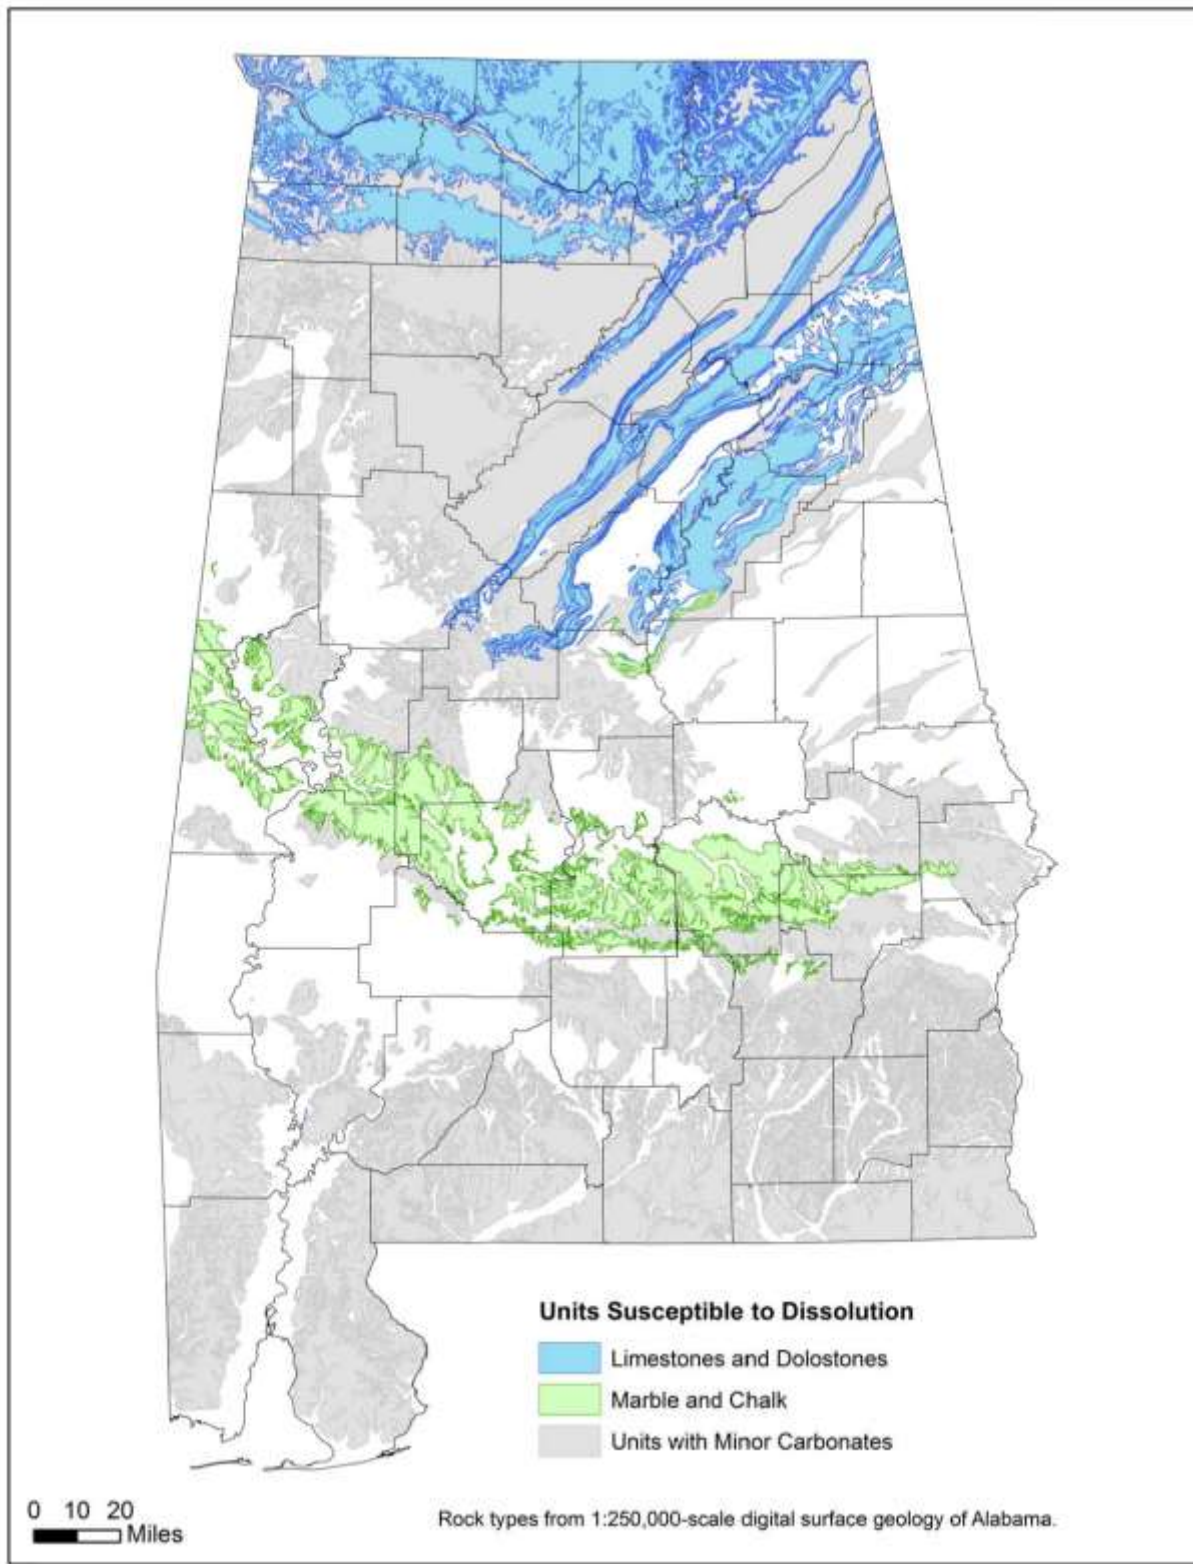 Units Susceptible to Dissolution
Limestones and Dolostones
Marble and Chalk
Units with Minor Carbonates
0 10 20
Miles
Rock types from 1:250,000-scale digital surface geology of Alabama.